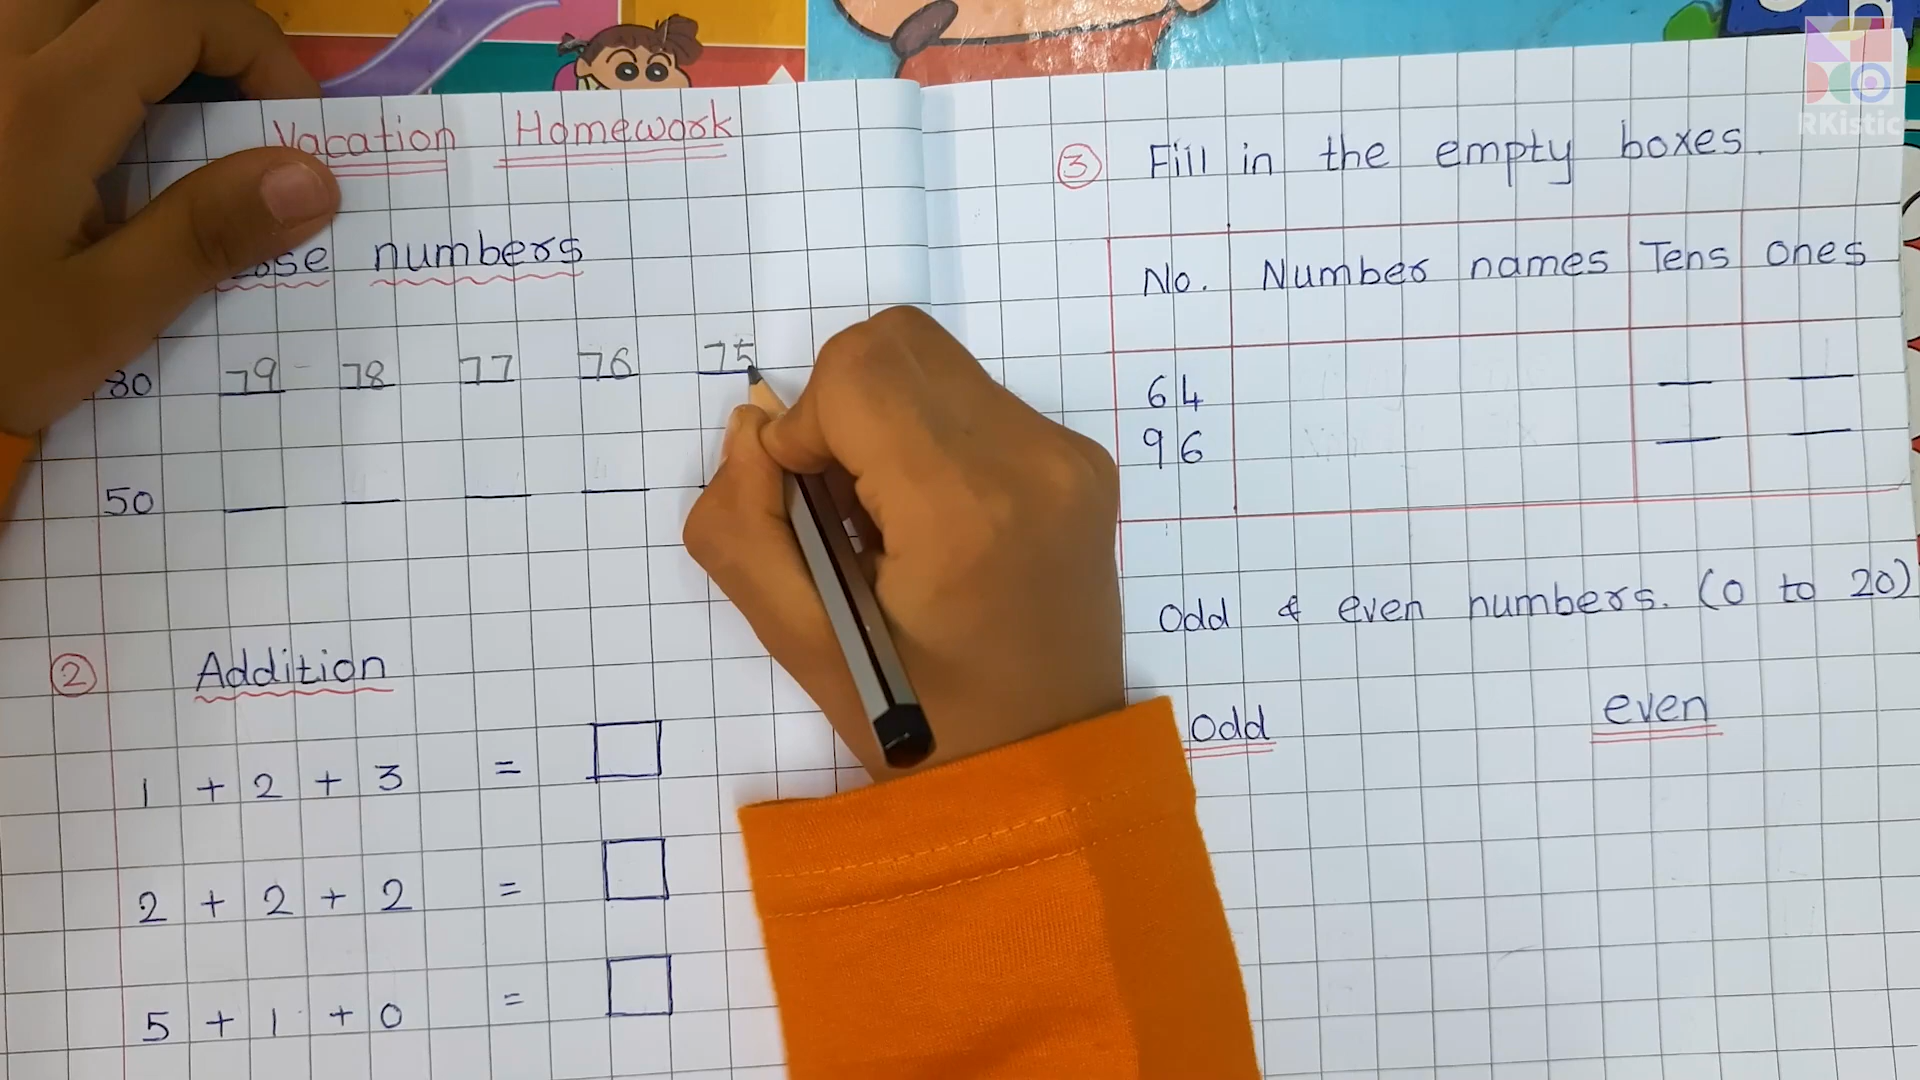 Vacation Homework
numbers
80 79 78 77 76 75
50
② Addition
1 + 2 + 3 =
2 + 2 + 2 =
5 + 1 + 0 =
③ Fill in the empty boxes.
No. Number names Tens ones
64
96
Odd & even numbers. (0 to 20)
odd even
RKistic